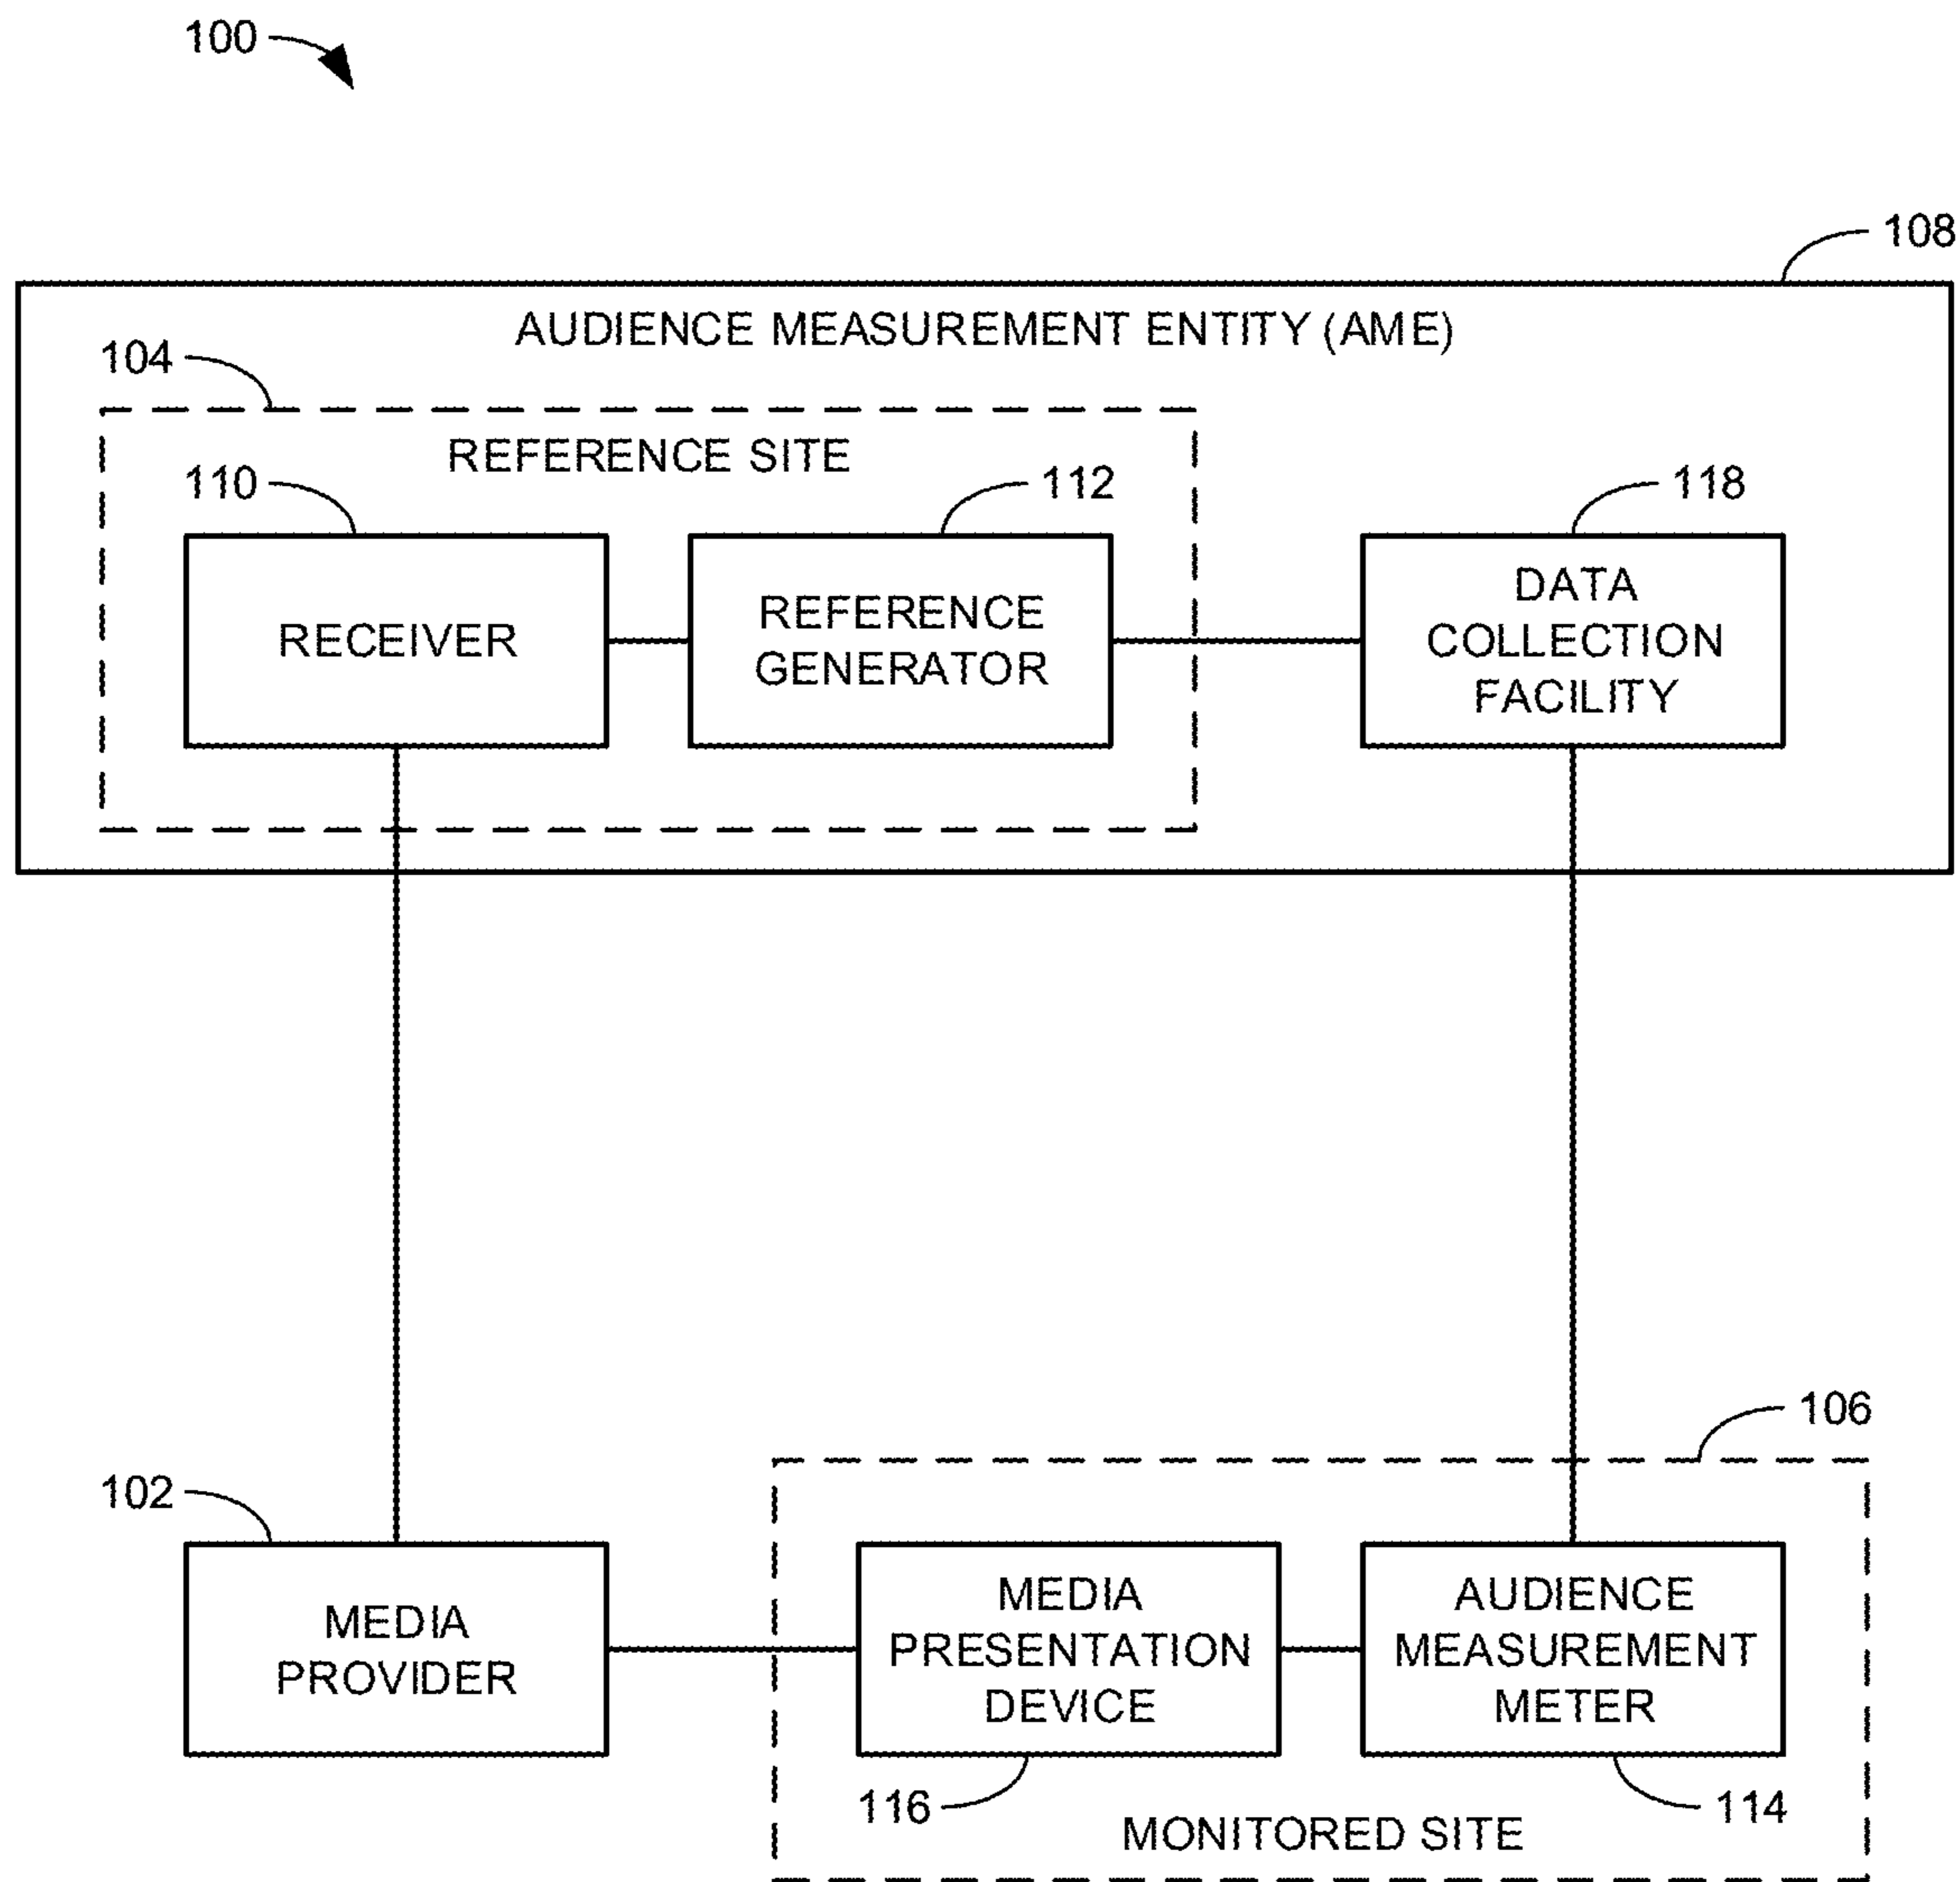 100
108
AUDIENCE MEASUREMENT ENTITY (AME)
104
REFERENCE SITE
110
112
118
RECEIVER
REFERENCE
GENERATOR
DATA
COLLECTION
FACILITY
106
102
MEDIA
PROVIDER
MEDIA
PRESENTATION
DEVICE
AUDIENCE
MEASUREMENT
METER
116
114
MONITORED SITE